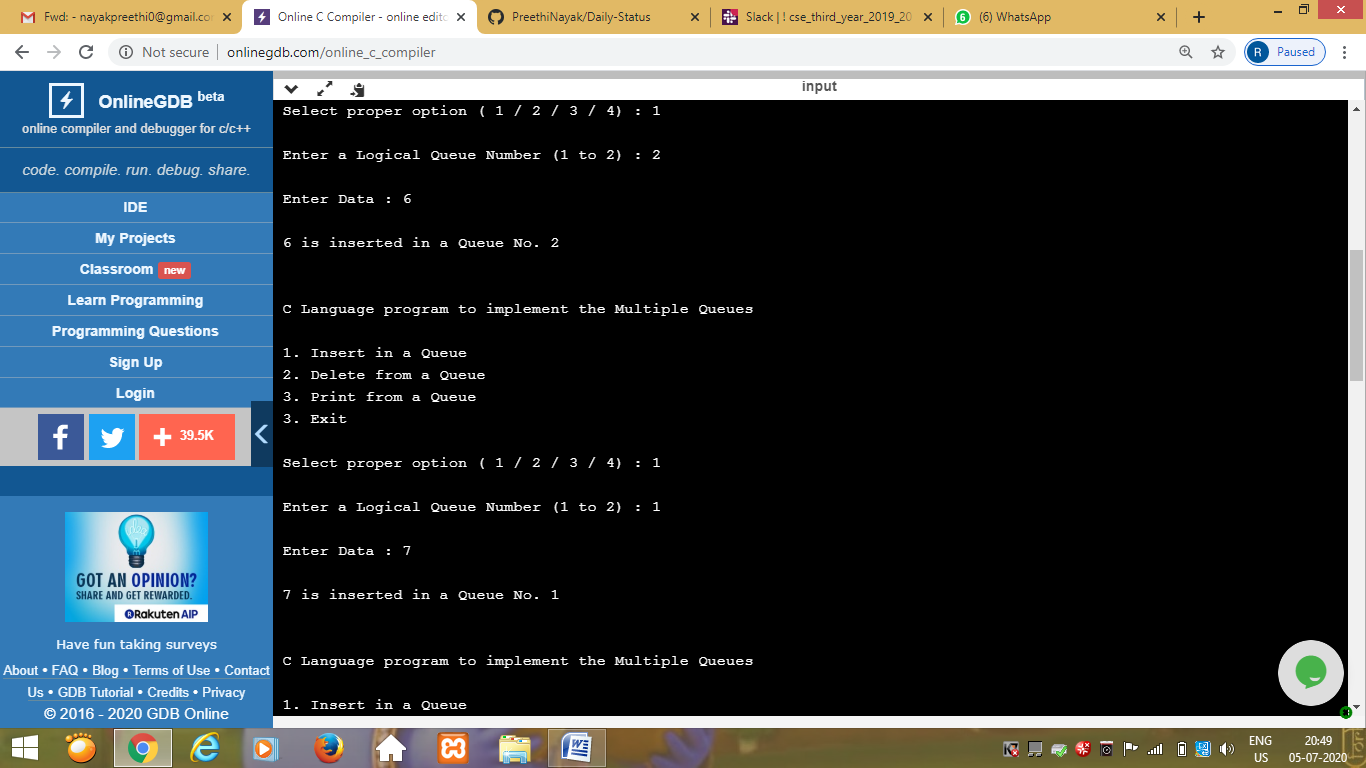 Fwd: - nayakpreethi0@gmail.co
Online C Compiler - online edito
PreethiNayak/Daily-Status
Slack | ! cse_third_year_2019_20
(6) WhatsApp
Not secure
onlinegdb.com/online_c_compiler
R
Paused
OnlineGDB beta
online compiler and debugger for c/c++
code. compile. run. debug. share.
IDE
My Projects
Classroom new
Learn Programming
Programming Questions
Sign Up
Login
39.5K
GOT AN OPINION?
SHARE AND GET REWARDED.
Rakuten AIP
Have fun taking surveys
About • FAQ • Blog • Terms of Use • Contact
Us • GDB Tutorial • Credits • Privacy
© 2016 - 2020 GDB Online
input
Select proper option ( 1 / 2 / 3 / 4) : 1
Enter a Logical Queue Number (1 to 2) : 2
Enter Data : 6
6 is inserted in a Queue No. 2
C Language program to implement the Multiple Queues
1. Insert in a Queue
2. Delete from a Queue
3. Print from a Queue
3. Exit
Select proper option ( 1 / 2 / 3 / 4) : 1
Enter a Logical Queue Number (1 to 2) : 1
Enter Data : 7
7 is inserted in a Queue No. 1
C Language program to implement the Multiple Queues
1. Insert in a Queue
ENG
US
20:49
05-07-2020